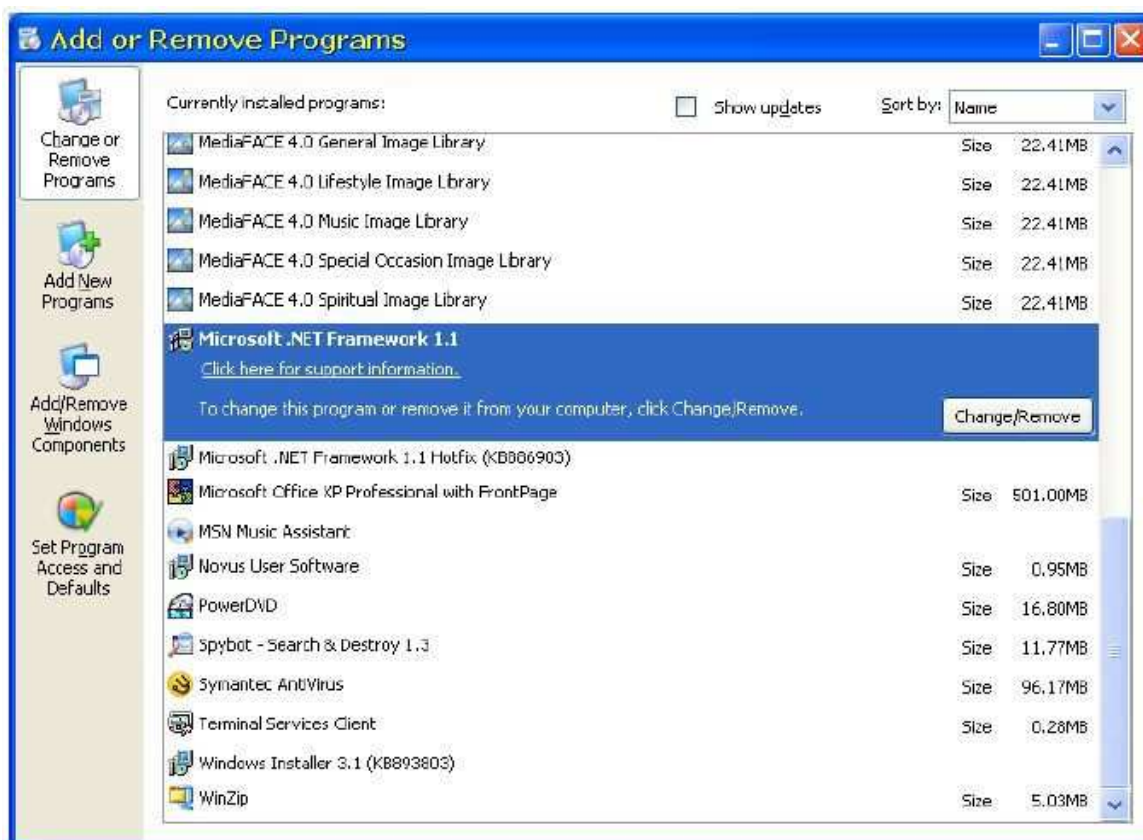 Add or Remove Programs
Change or
Remove
Programs
Add New
Programs
Add/Remove
Windows
Components
Set Program
Access and
Defaults
Currently installed programs:
Show updates
Sort by: Name
MediaFACE 4.0 General Image Library Size 22.41MB
MediaFACE 4.0 Lifestyle Image Library Size 22.41MB
MediaFACE 4.0 Music Image Library Size 22.41MB
MediaFACE 4.0 Special Occasion Image Library Size 22.41MB
MediaFACE 4.0 Spiritual Image Library Size 22.41MB
Microsoft .NET Framework 1.1
Click here for support information.
To change this program or remove it from your computer, click Change/Remove. Change/Remove
Microsoft .NET Framework 1.1 Hotfix (KB886903)
Microsoft Office XP Professional with FrontPage Size 501.00MB
MSN Music Assistant
Novus User Software Size 0.95MB
PowerDVD Size 16.80MB
Spybot - Search & Destroy 1.3 Size 11.77MB
Symantec AntiVirus Size 96.17MB
Terminal Services Client Size 0.28MB
Windows Installer 3.1 (KB893803)
WinZip Size 5.03MB